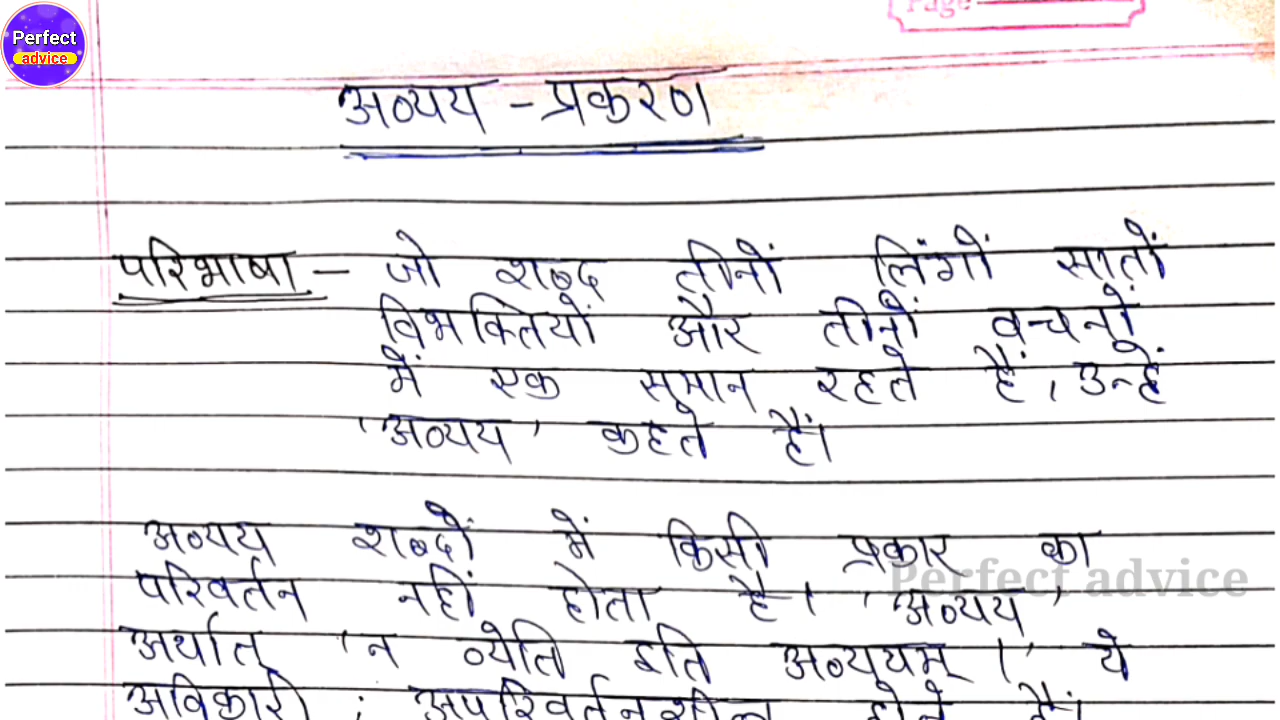 Perfect
advice
Page
अव्यय - प्रकरण
परिभाषा - जो शब्द तीनों लिंगों सातों
विभक्तियों और तीनों वचनों
में एक समान रहते हैं, उन्हें
'अव्यय' कहते हैं।
अव्यय शब्दों में किसी प्रकार का
Perfect advice
परिवर्तन नहीं होता है। 'अव्यय'
अर्थात् 'न व्येति इति अव्ययम्।' ये
अविकारी ; अपरिवर्तनशील होते हैं।